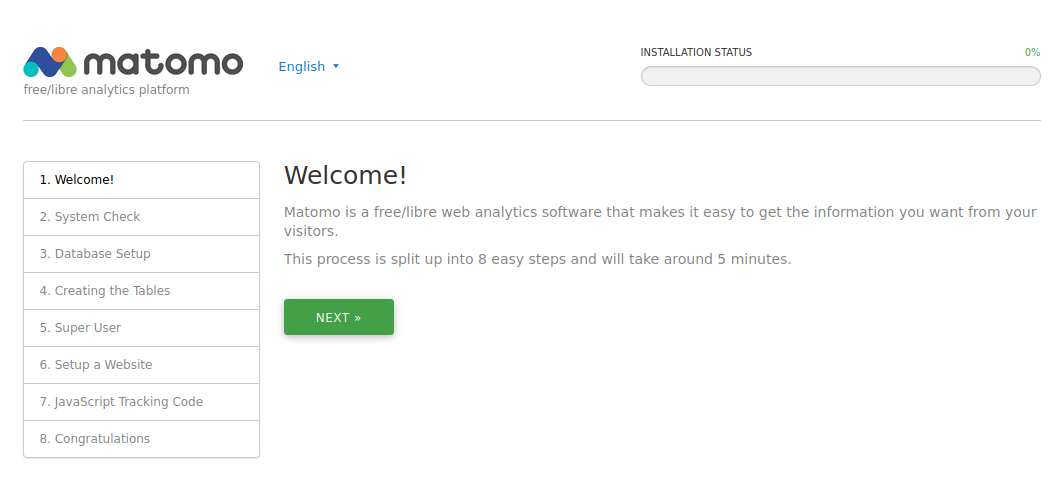 matomo
free/libre analytics platform
English
INSTALLATION STATUS
0%
1. Welcome!
2. System Check
3. Database Setup
4. Creating the Tables
5. Super User
6. Setup a Website
7. JavaScript Tracking Code
8. Congratulations
Welcome!
Matomo is a free/libre web analytics software that makes it easy to get the information you want from your
visitors.
This process is split up into 8 easy steps and will take around 5 minutes.
NEXT »